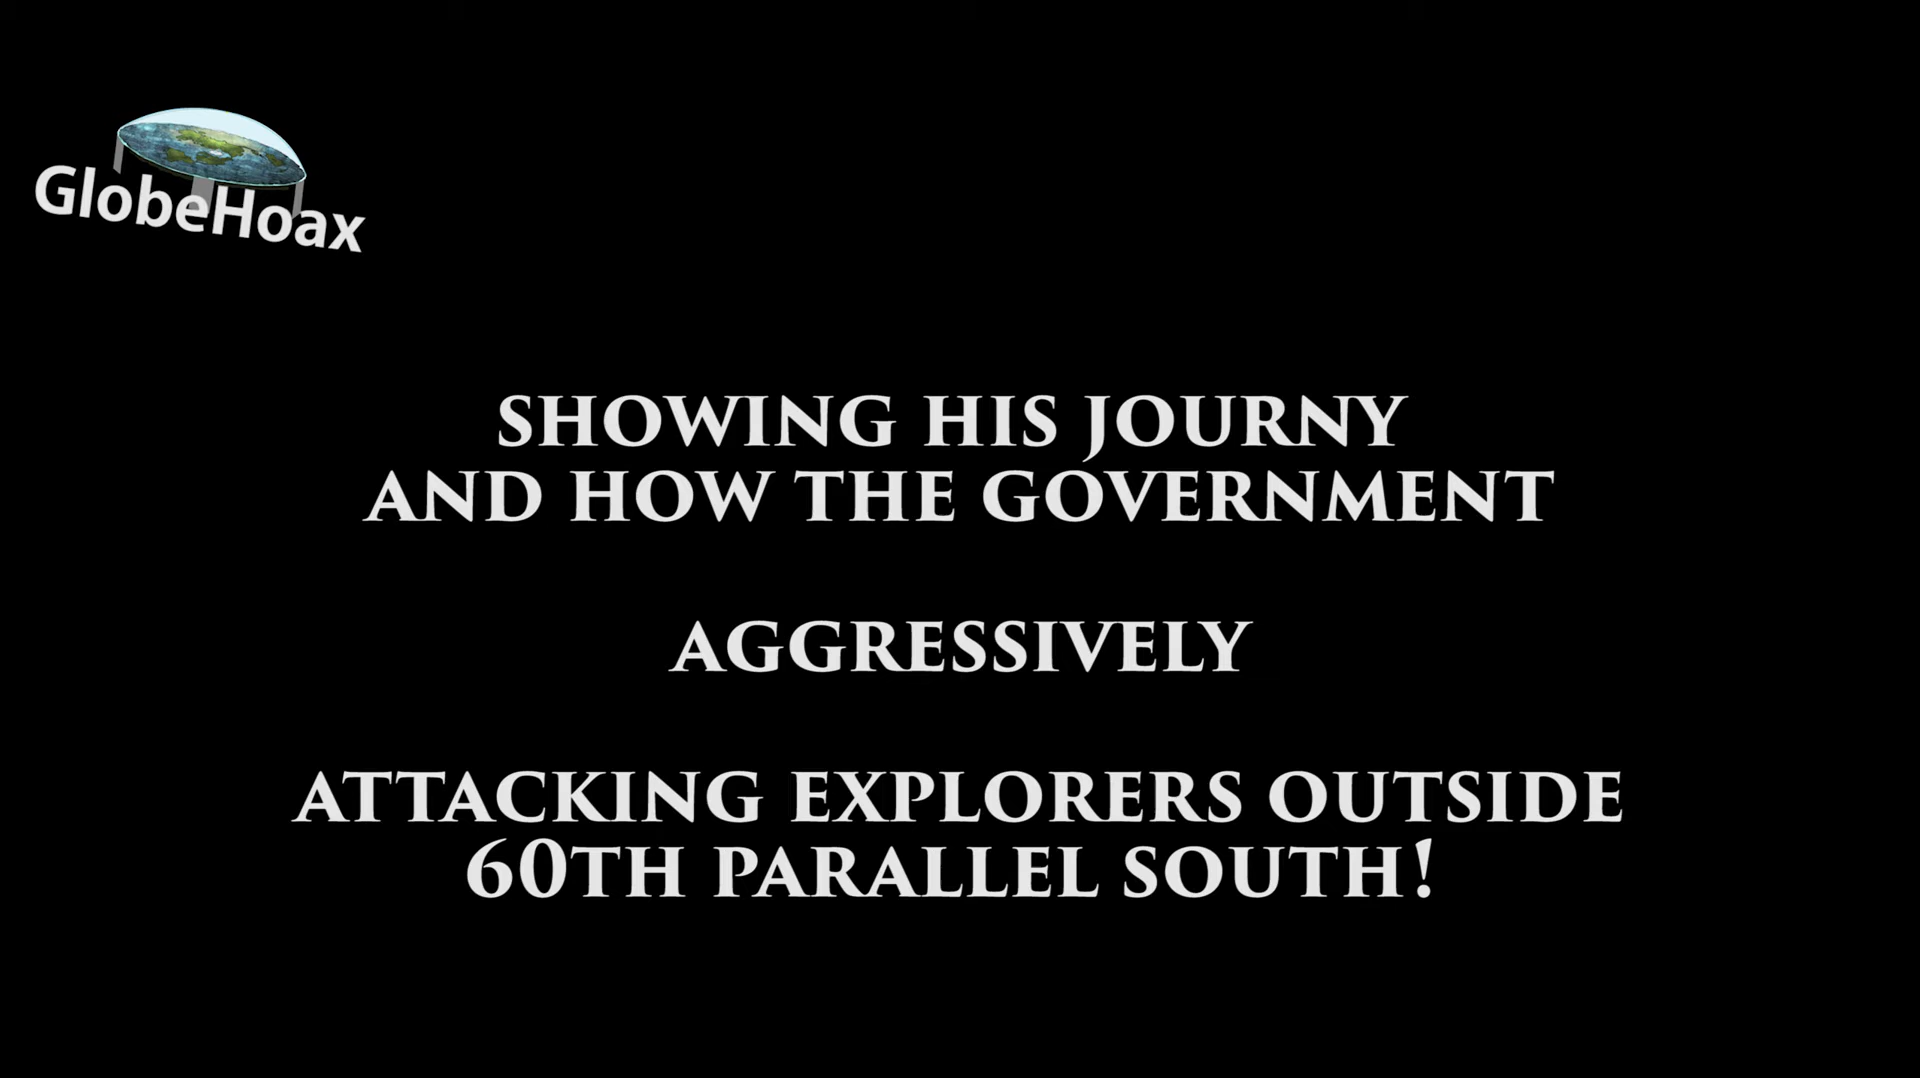 GlobeHoax
SHOWING HIS JOURNY
AND HOW THE GOVERNMENT
AGGRESSIVELY
ATTACKING EXPLORERS OUTSIDE
60TH PARALLEL SOUTH!